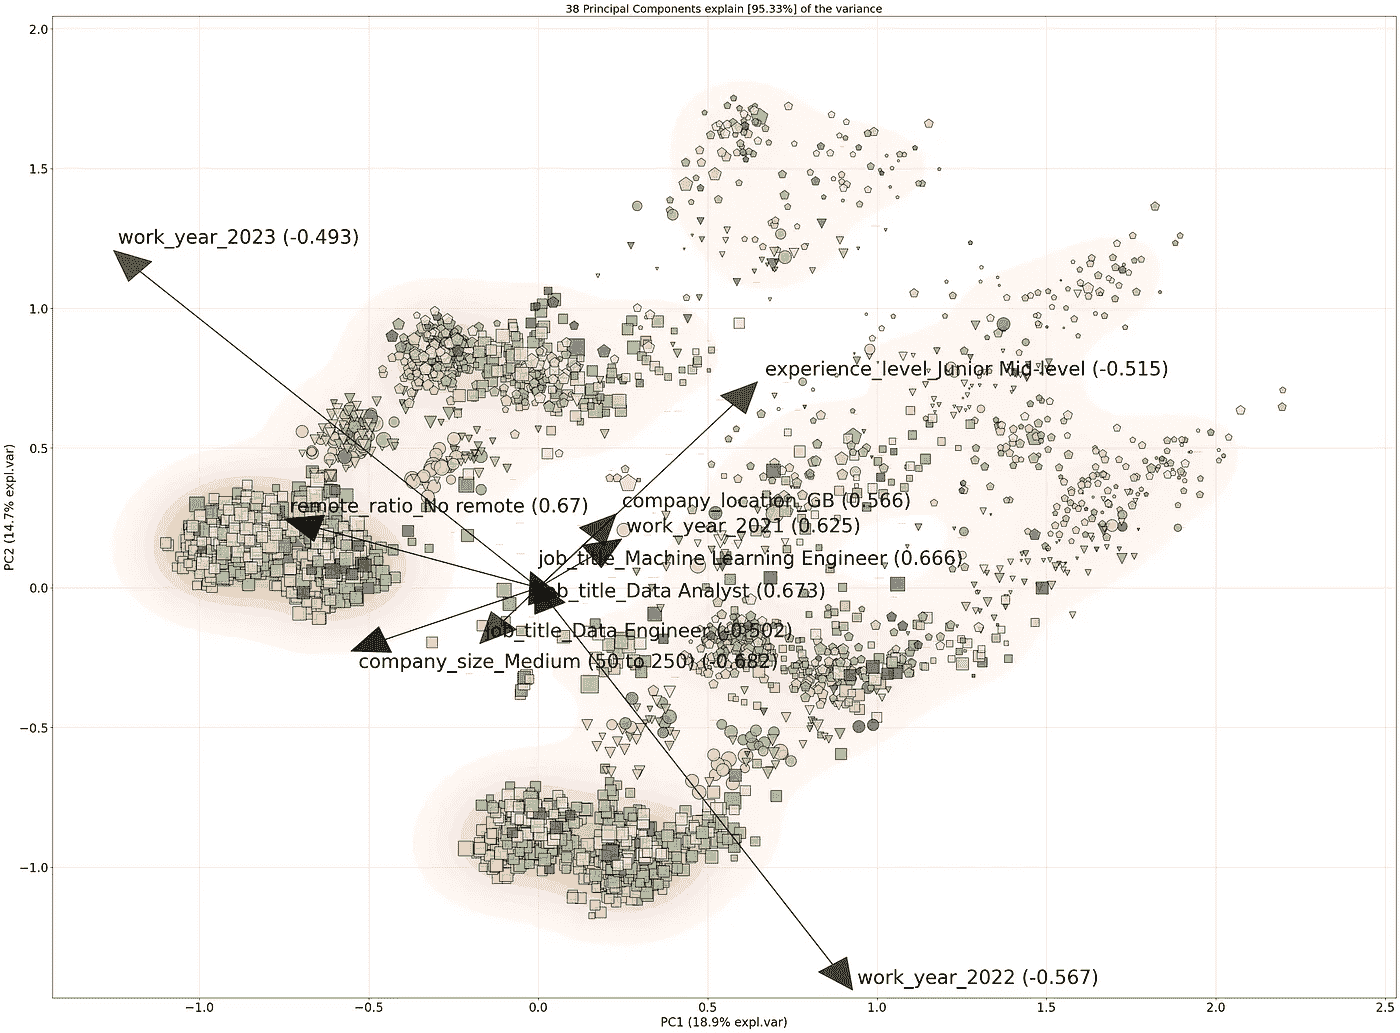 38 Principal Components explain [95.33%] of the variance
2.0
1.5
work_year_2023 (-0.493)
1.0
experience_level_Junior Mid-level (-0.515)
0.5
remote_ratio_No remote (0.67)
company_location_GB (0.566)
work_year_2021 (0.625)
job_title_Machine Learning Engineer (0.666)
0.0
job_title_Data Analyst (0.673)
job_title_Data Engineer (-0.502)
company_size_Medium (50 to 250) (-0.682)
−0.5
−1.0
work_year_2022 (-0.567)
PC2 (14.7% expl.var)
−1.0 −0.5 0.0 0.5 1.0 1.5 2.0 2.5
PC1 (18.9% expl.var)